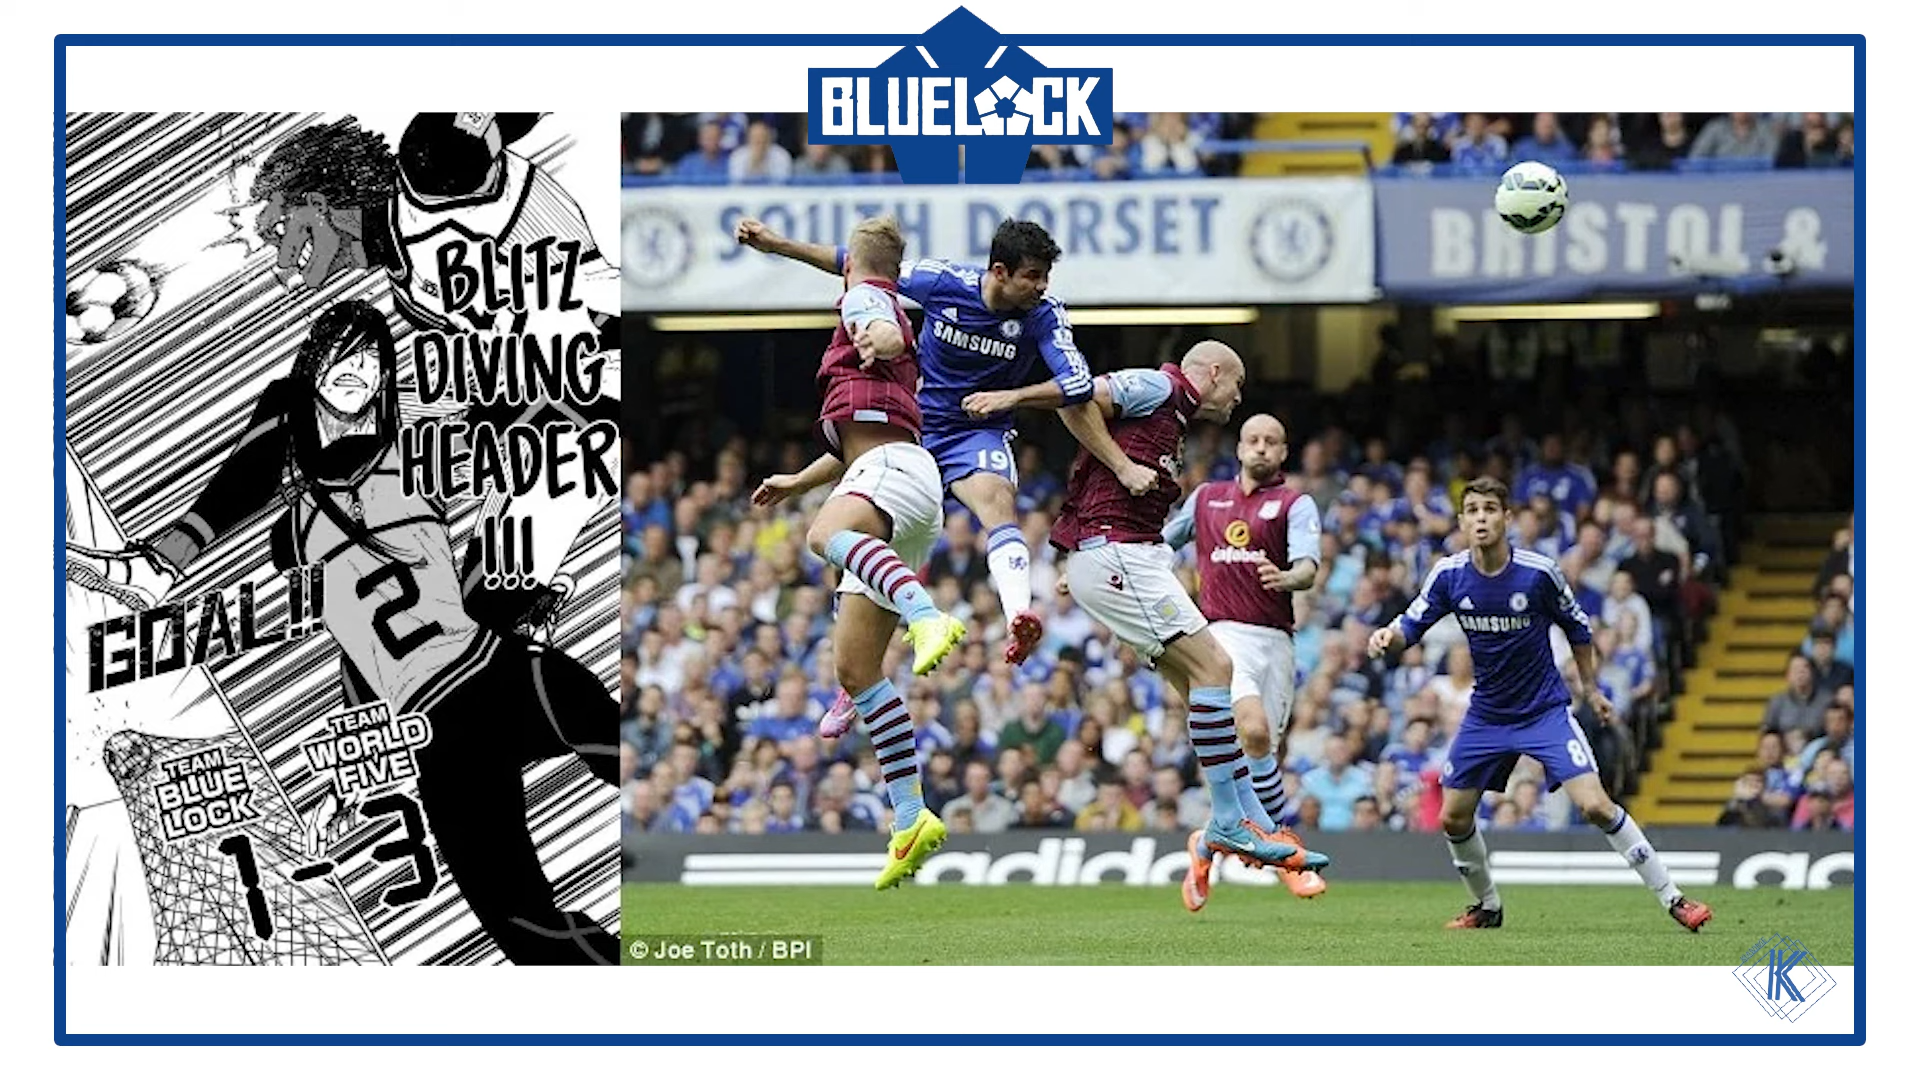 BLUELOCK
BLITZ
DIVING
HEADER
!!!
GOAL!!
TEAM
BLUE
LOCK
TEAM
WORLD
FIVE
1-3
2
SOUTH DORSET
BRISTOL &
SAMSUNG
19
dafabet
SAMSUNG
8
adidas
© Joe Toth / BPI
K